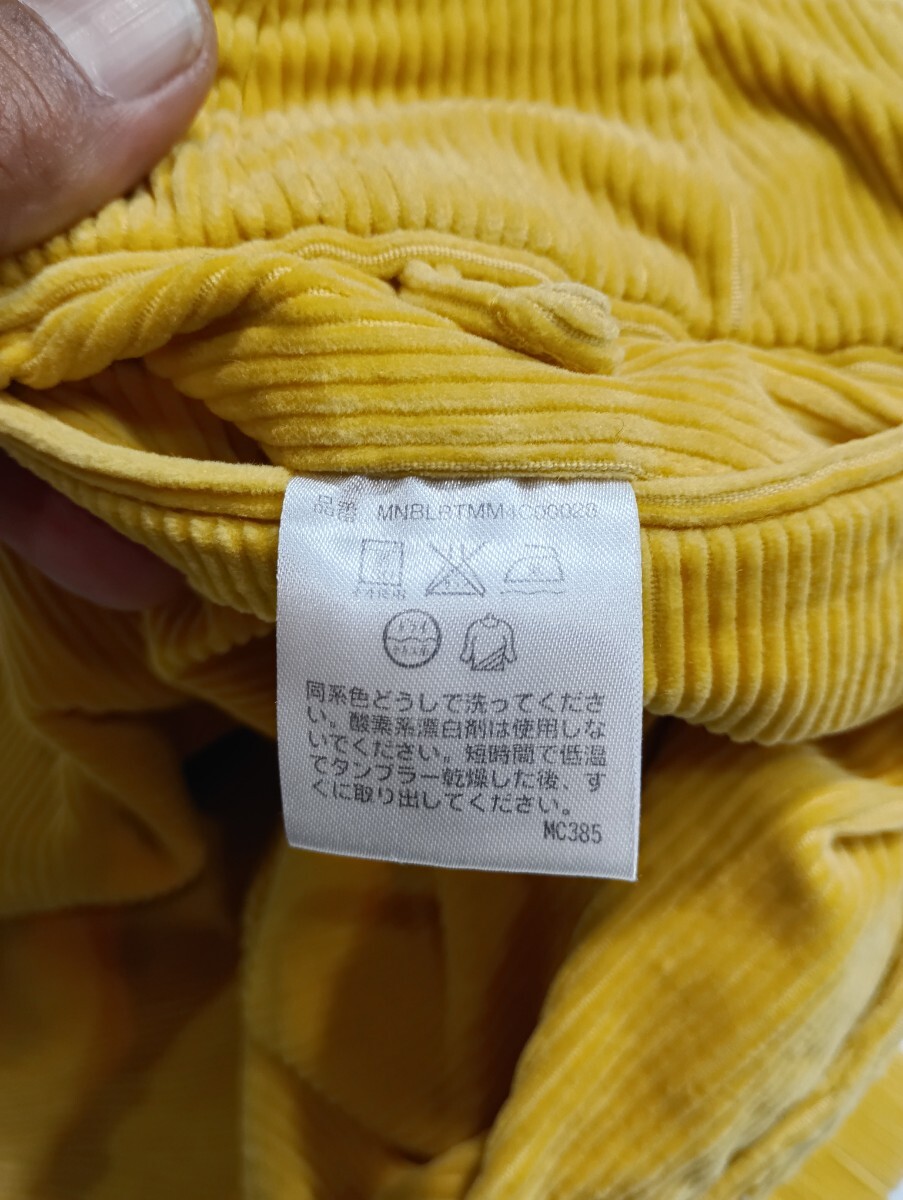 品番 MNBLBTMM4C00028
ドライ
同系色どうしで洗ってくださ
い。酸素系漂白剤は使用しな
いでください。短時間で低温
でタンブラー乾燥した後、す
ぐに取り出してください。
MC385